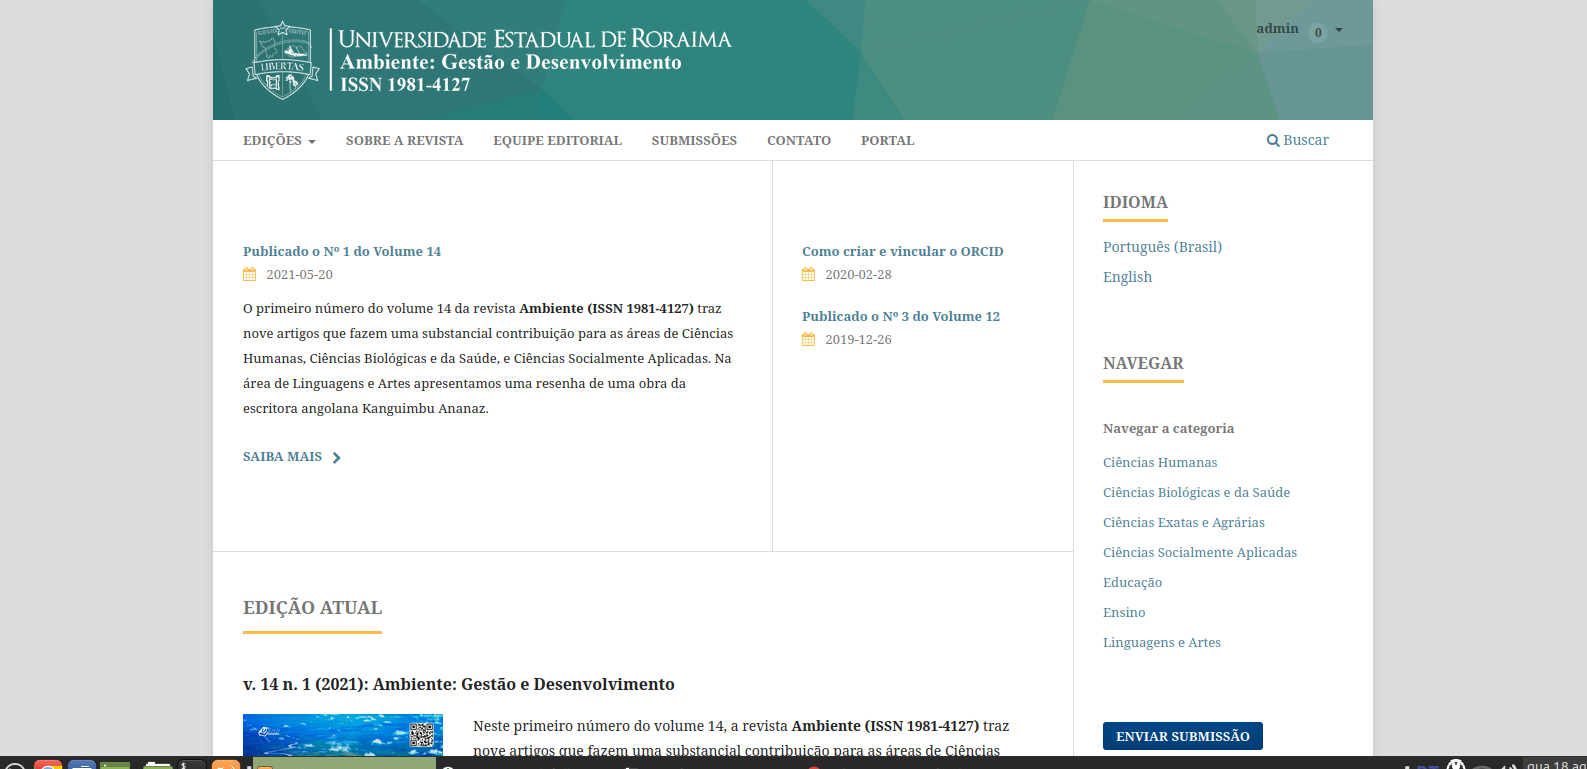 LIBERTAS
UNIVERSIDADE ESTADUAL DE RORAIMA
Ambiente: Gestão e Desenvolvimento
ISSN 1981-4127
admin 0
EDIÇÕES
SOBRE A REVISTA
EQUIPE EDITORIAL
SUBMISSÕES
CONTATO
PORTAL
Buscar
Publicado o Nº 1 do Volume 14
2021-05-20
O primeiro número do volume 14 da revista Ambiente (ISSN 1981-4127) traz
nove artigos que fazem uma substancial contribuição para as áreas de Ciências
Humanas, Ciências Biológicas e da Saúde, e Ciências Socialmente Aplicadas. Na
área de Linguagens e Artes apresentamos uma resenha de uma obra da
escritora angolana Kanguimbu Ananaz.
SAIBA MAIS
Como criar e vincular o ORCID
2020-02-28
Publicado o Nº 3 do Volume 12
2019-12-26
IDIOMA
Português (Brasil)
English
NAVEGAR
Navegar a categoria
Ciências Humanas
Ciências Biológicas e da Saúde
Ciências Exatas e Agrárias
Ciências Socialmente Aplicadas
Educação
Ensino
Linguagens e Artes
ENVIAR SUBMISSÃO
EDIÇÃO ATUAL
v. 14 n. 1 (2021): Ambiente: Gestão e Desenvolvimento
Neste primeiro número do volume 14, a revista Ambiente (ISSN 1981-4127) traz
nove artigos que fazem uma substancial contribuição para as áreas de Ciências
qua 18 ag